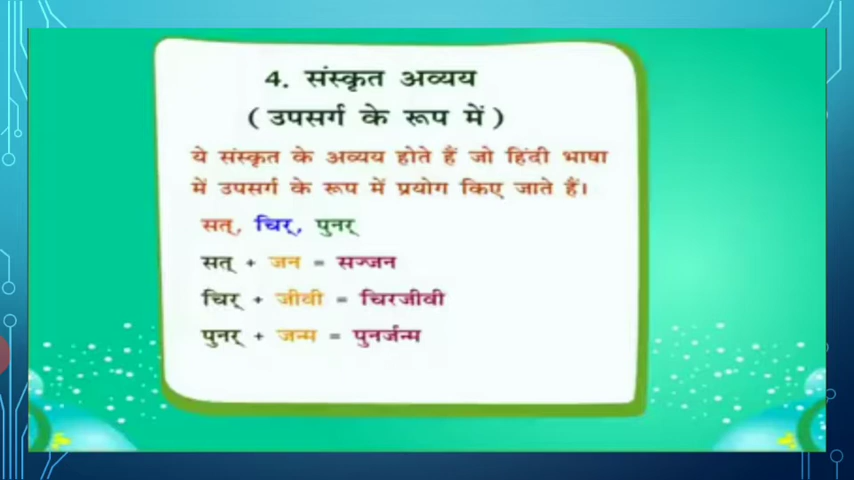 4. संस्कृत अव्यय
( उपसर्ग के रूप में )
ये संस्कृत के अव्यय होते हैं जो हिंदी भाषा
में उपसर्ग के रूप में प्रयोग किए जाते हैं।
सत्, चिर्, पुनर्
सत् + जन = सज्जन
चिर् + जीवी = चिरजीवी
पुनर् + जन्म = पुनर्जन्म